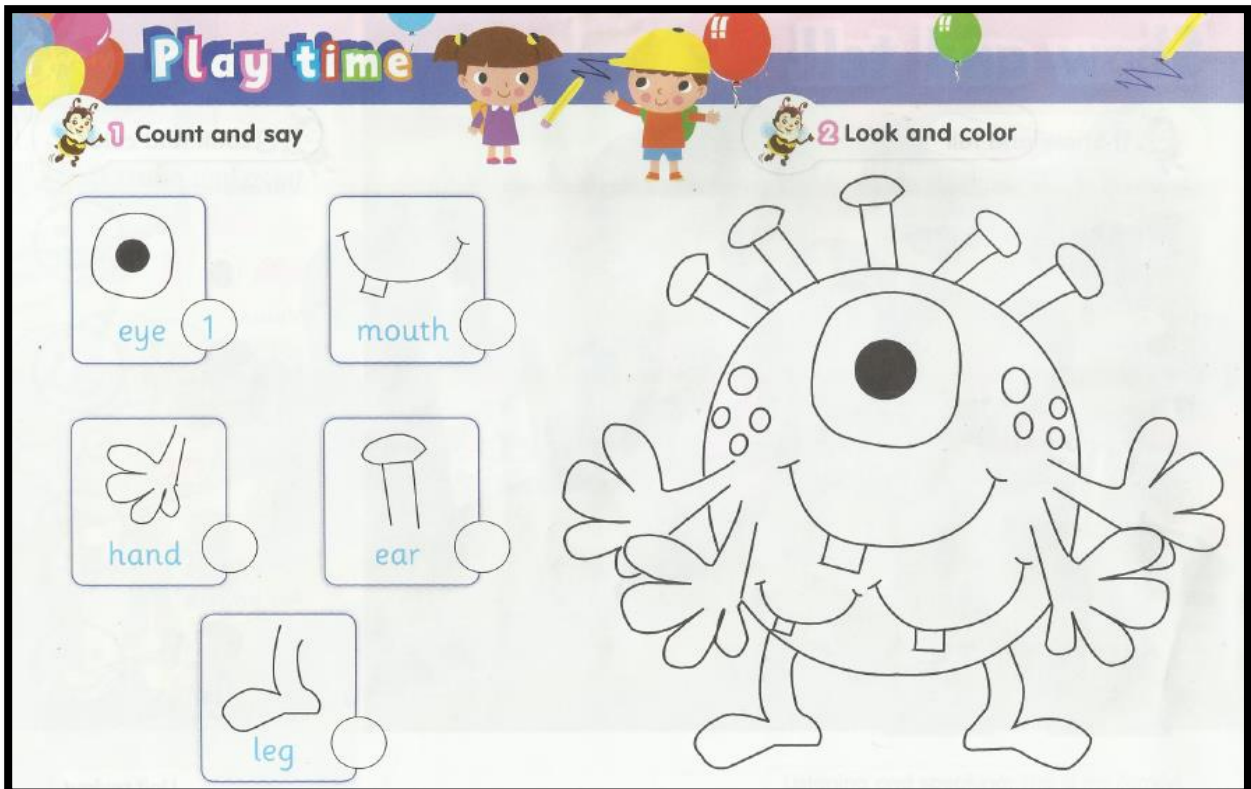 Play time
1 Count and say
2 Look and color
eye 1
mouth
hand
ear
leg